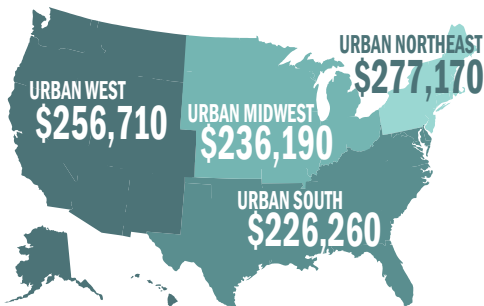 URBAN NORTHEAST
$277,170
URBAN WEST
$256,710
URBAN MIDWEST
$236,190
URBAN SOUTH
$226,260